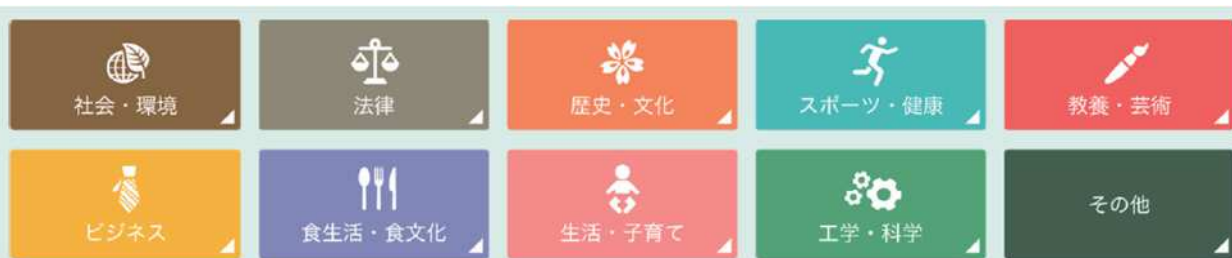 社会・環境
法律
歴史・文化
スポーツ・健康
教養・芸術
ビジネス
食生活・食文化
生活・子育て
工学・科学
その他